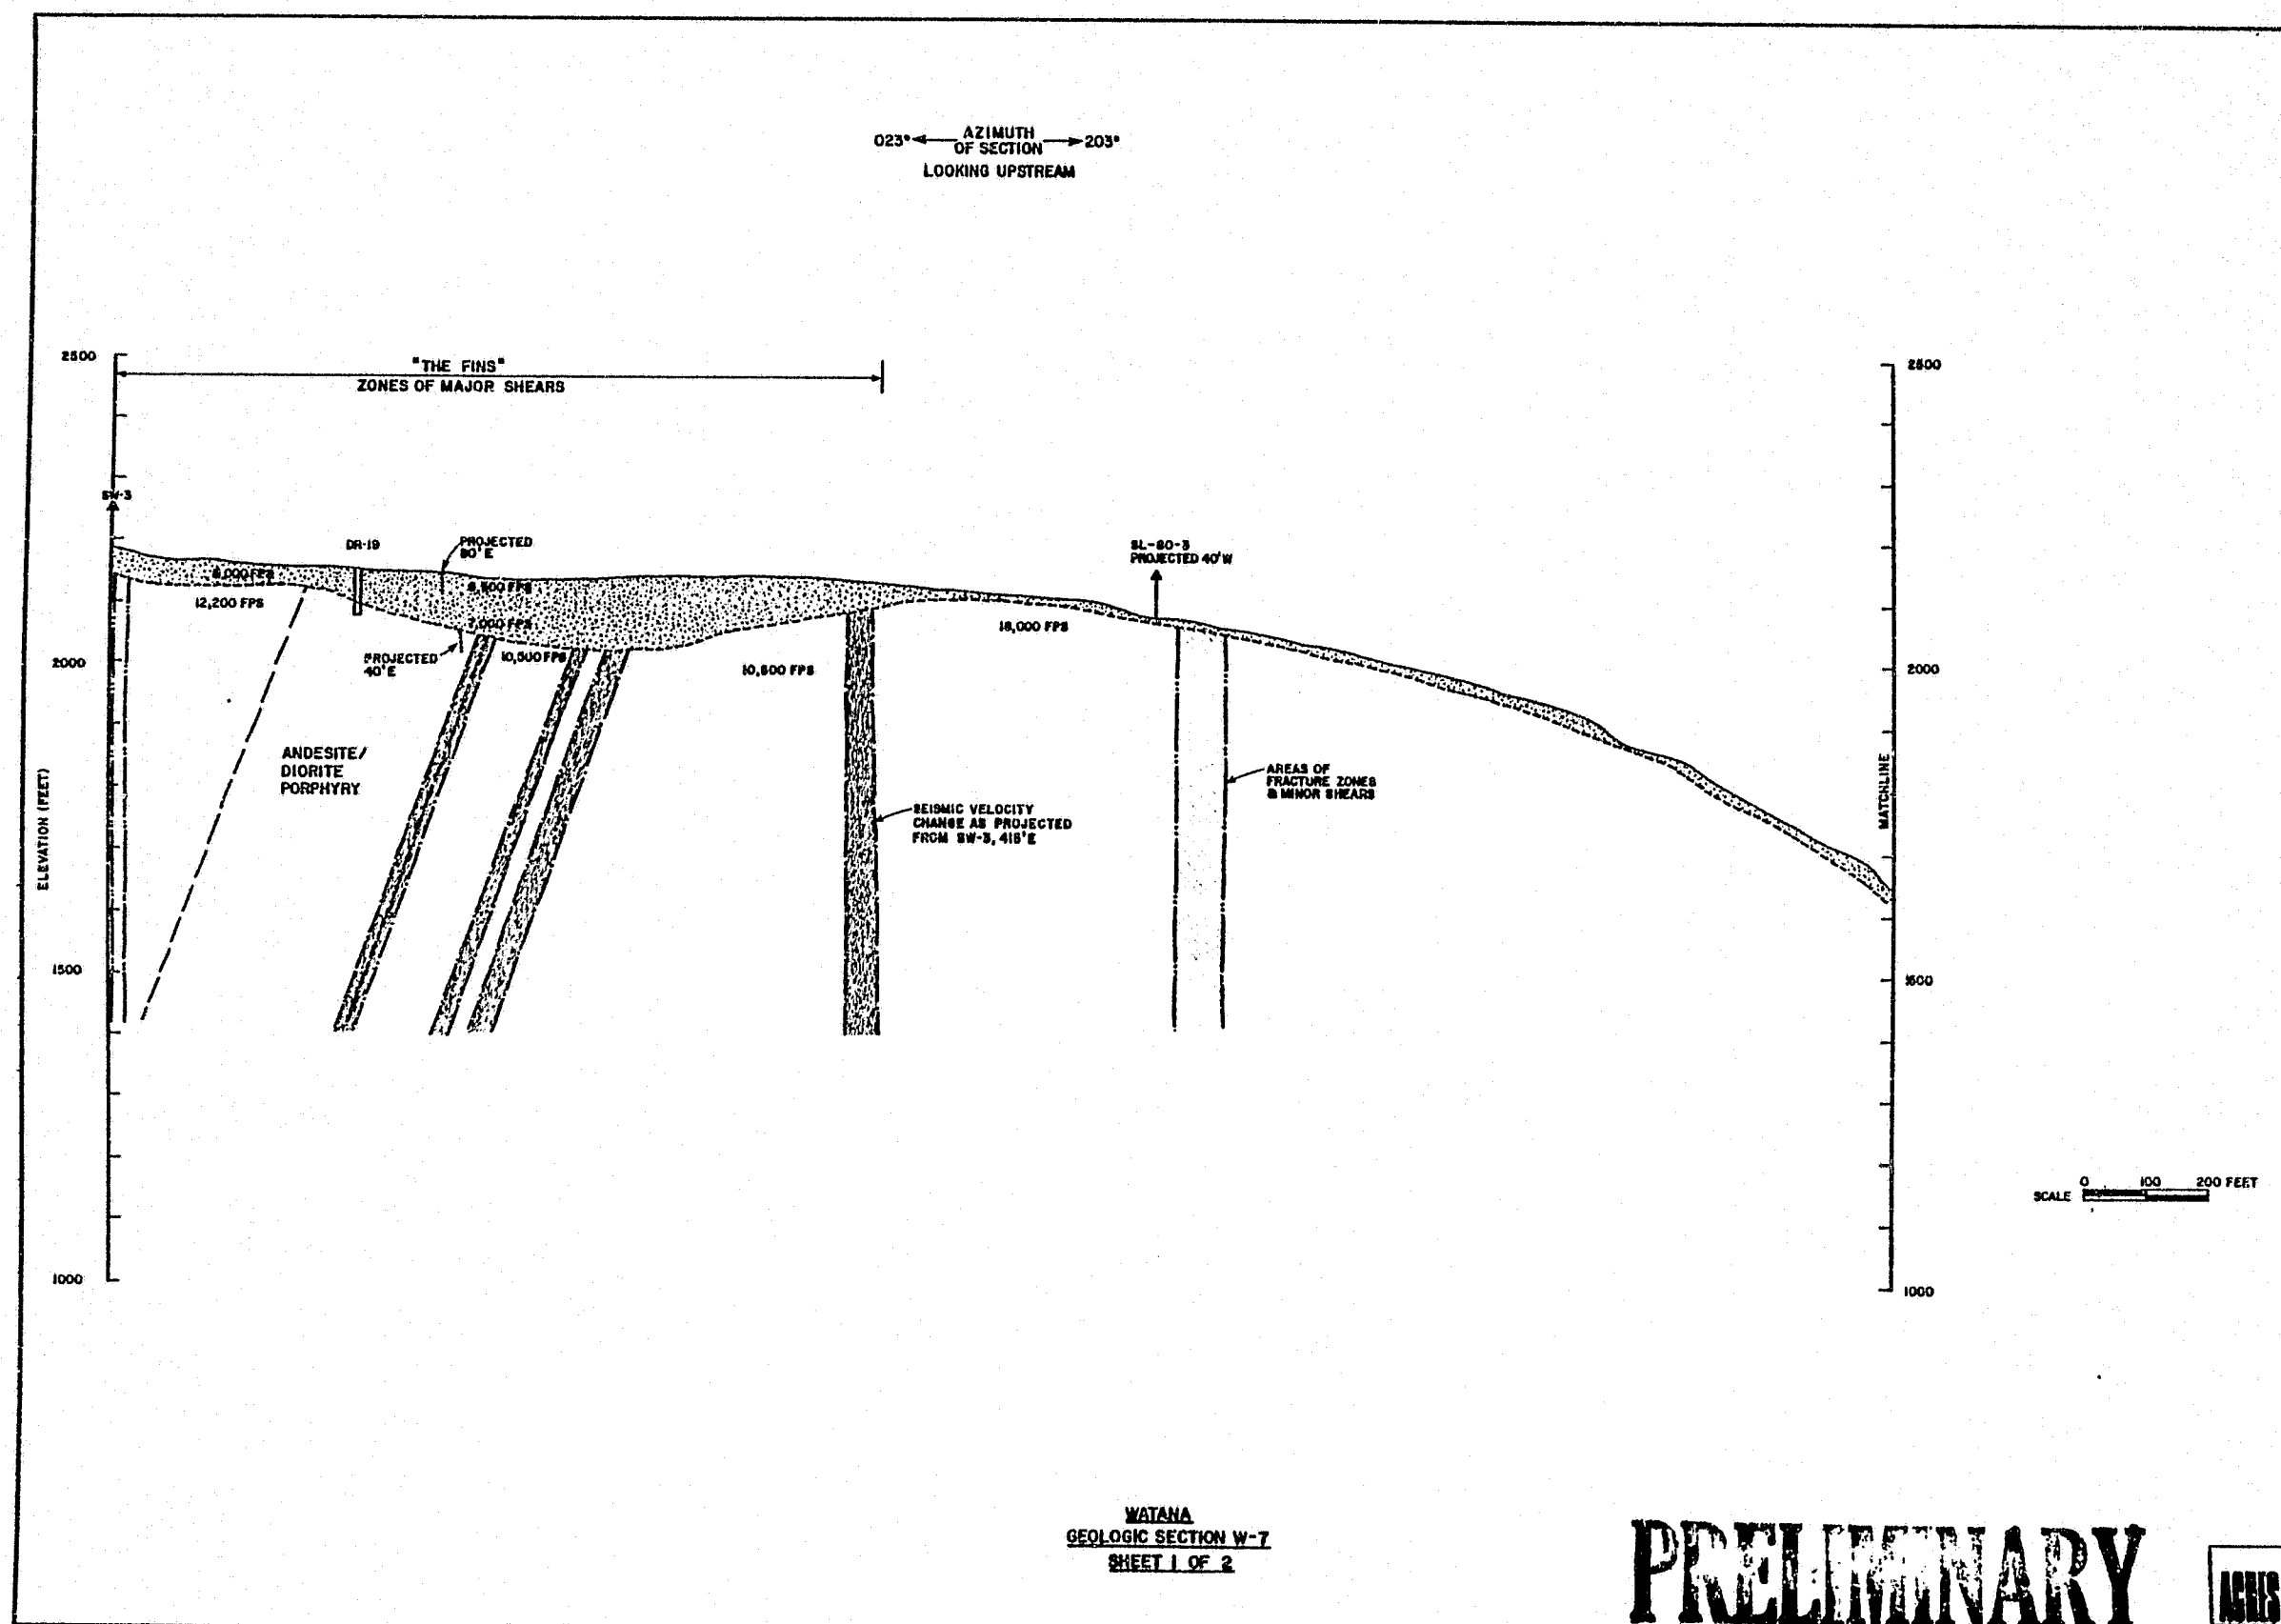 023° AZIMUTH OF SECTION 203°
LOOKING UPSTREAM
2500
"THE FINS"
ZONES OF MAJOR SHEARS
2500
SW-3
DR-19
PROJECTED
80'E
SL-80-3
PROJECTED 40'W
12,200 FPS
7,000 FPS
18,000 FPS
PROJECTED
40'E
10,500 FPS
10,500 FPS
2000
2000
ANDESITE/
DIORITE
PORPHYRY
AREAS OF
FRACTURE ZONES
& MINOR SHEARS
SEISMIC VELOCITY
CHANGE AS PROJECTED
FROM SW-3, 415'E
ELEVATION (FEET)
MATCHLINE
1500
1500
1000
1000
SCALE 0 100 200 FEET
WATANA
GEOLOGIC SECTION W-7
SHEET 1 OF 2
PRELIMINARY
ACRES